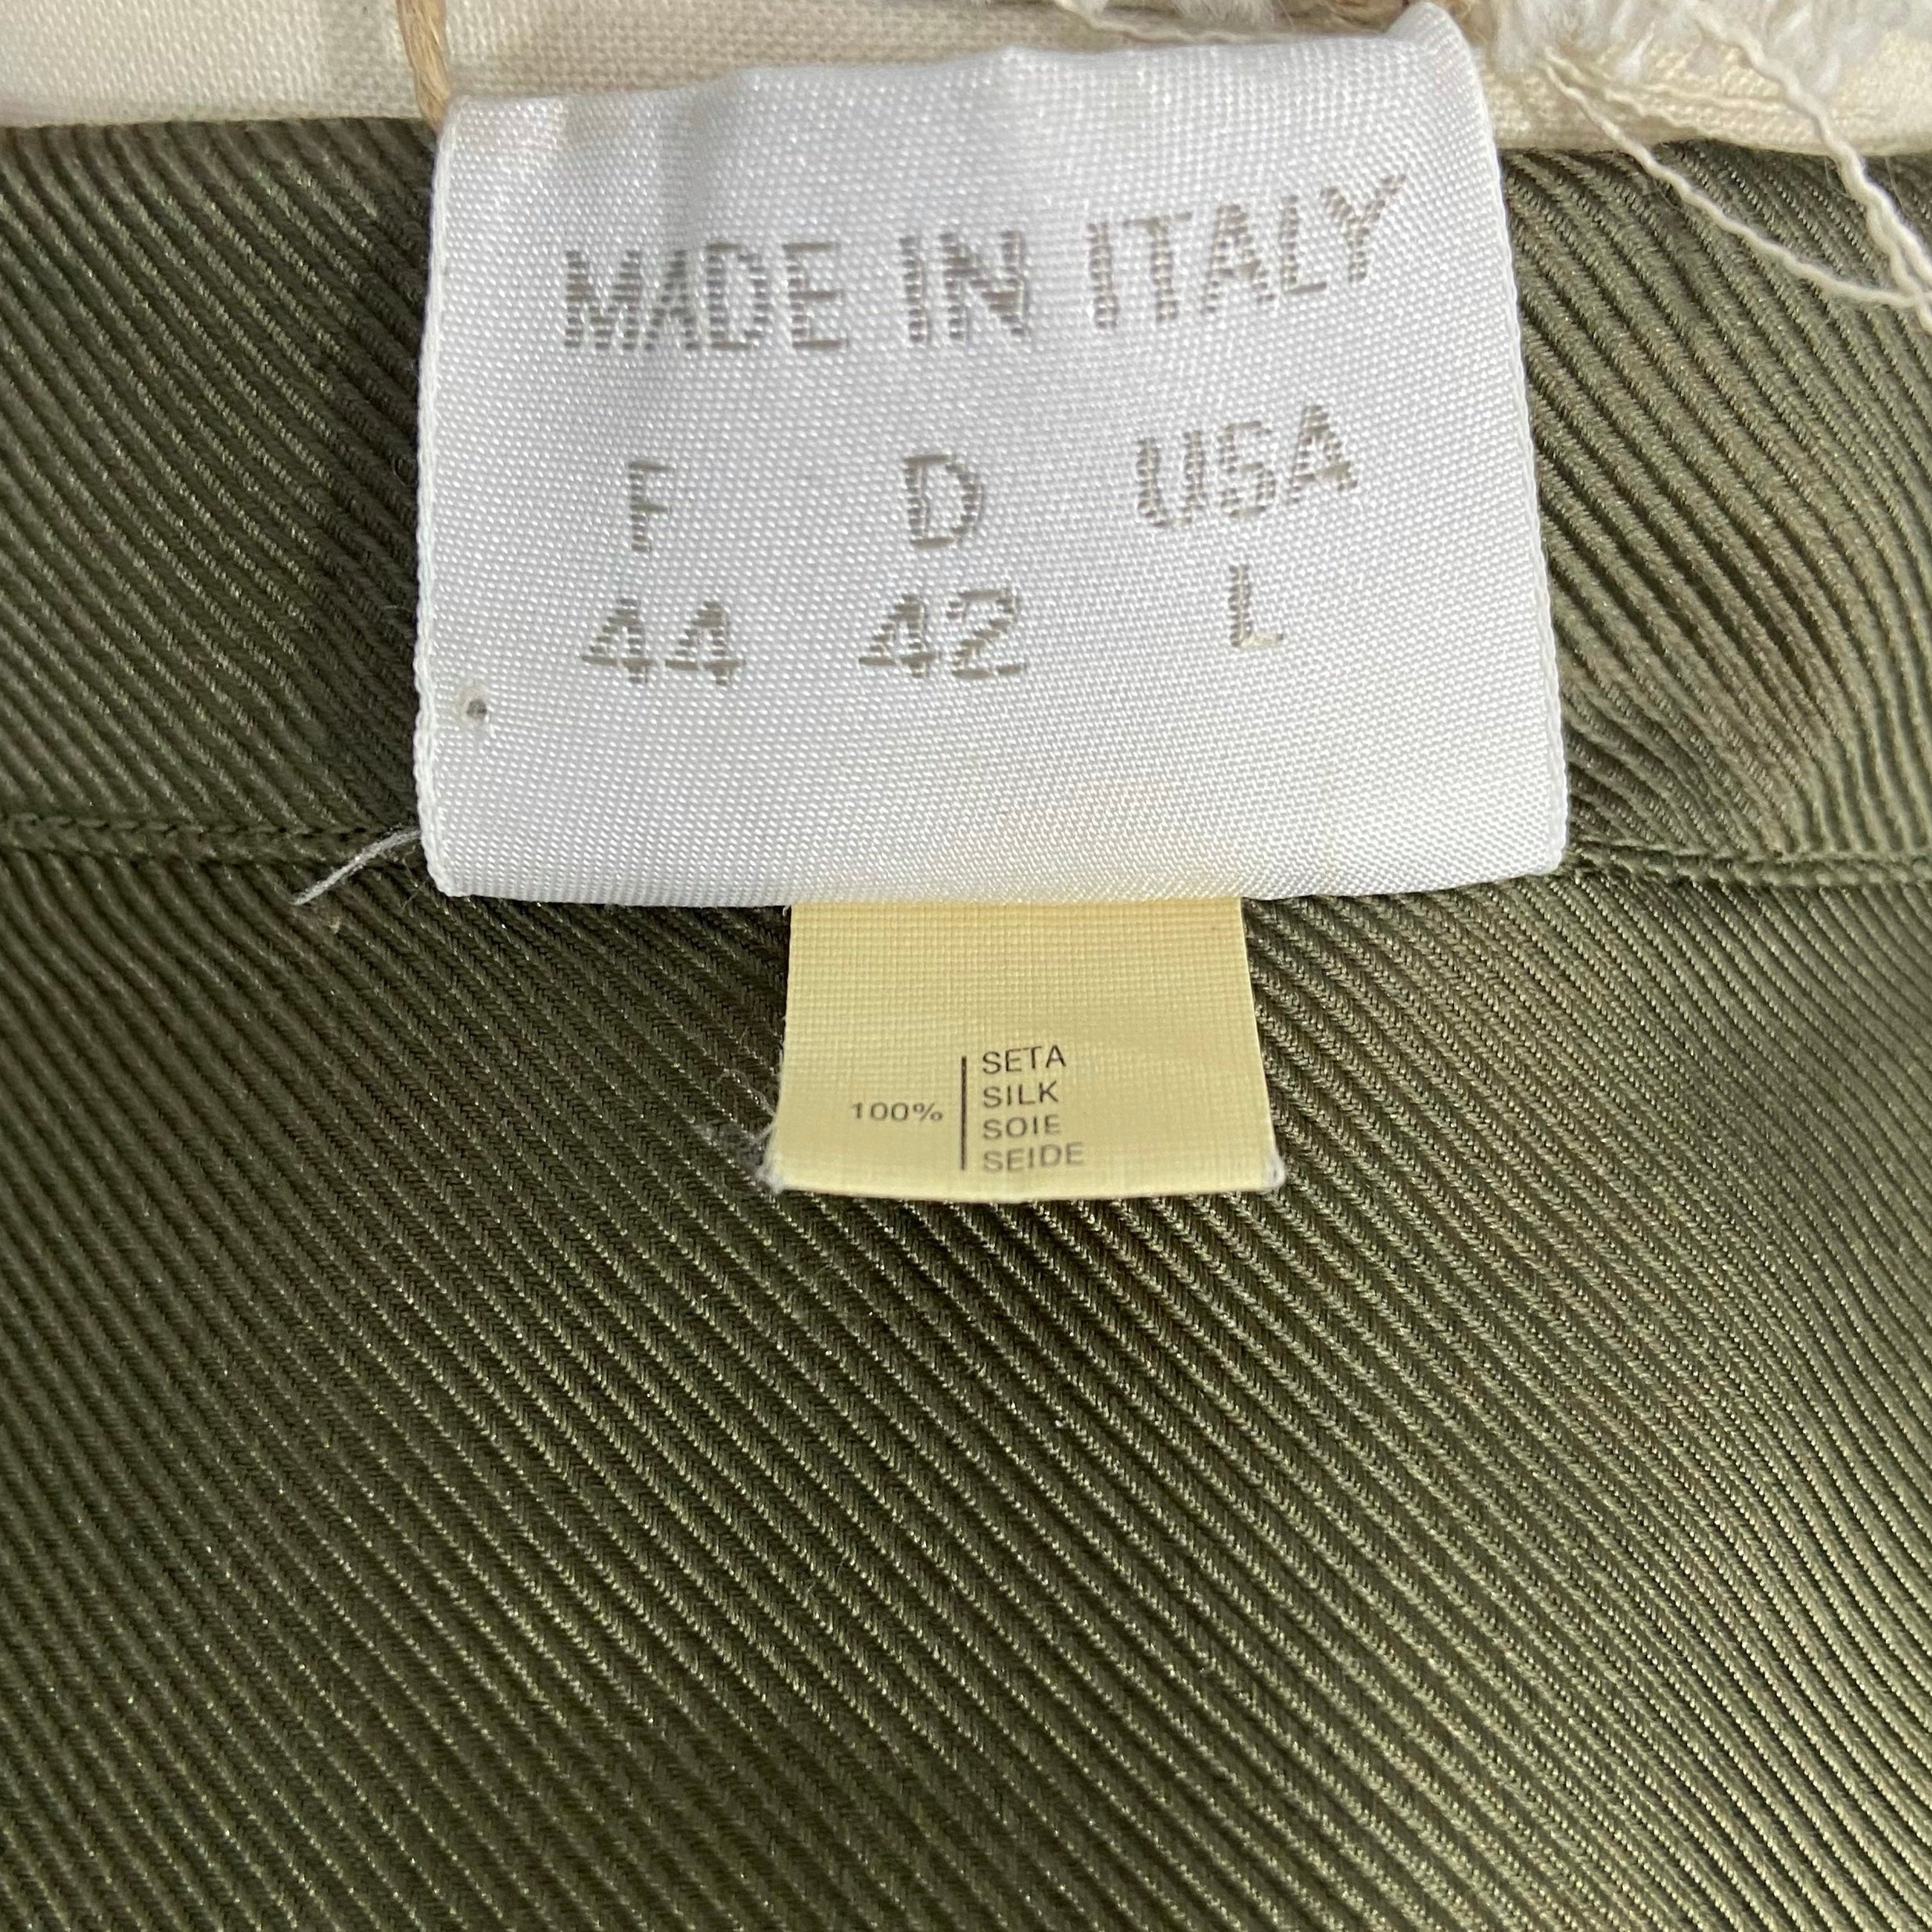 MADE IN ITALY
F D USA
44 42 L
100%
SETA
SILK
SOIE
SEIDE